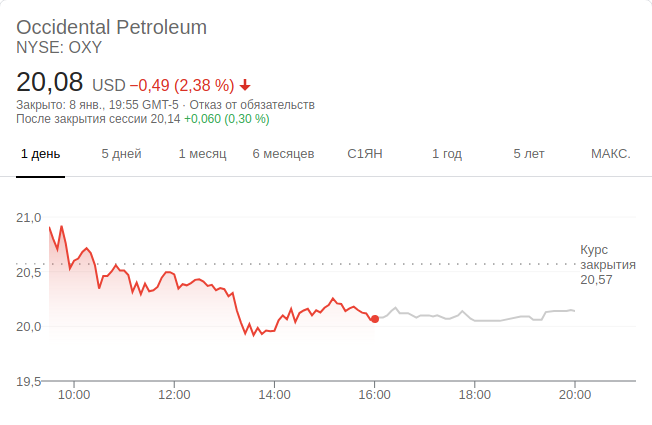 Occidental Petroleum
NYSE: OXY
20,08 USD −0,49 (2,38 %)
Закрыто: 8 янв., 19:55 GMT-5 · Отказ от обязательств
После закрытия сессии 20,14 +0,060 (0,30 %)
1 день 5 дней 1 месяц 6 месяцев С1ЯН 1 год 5 лет МАКС.
21,0
Курс
закрытия
20,57
20,5
20,0
19,5
10:00 12:00 14:00 16:00 18:00 20:00